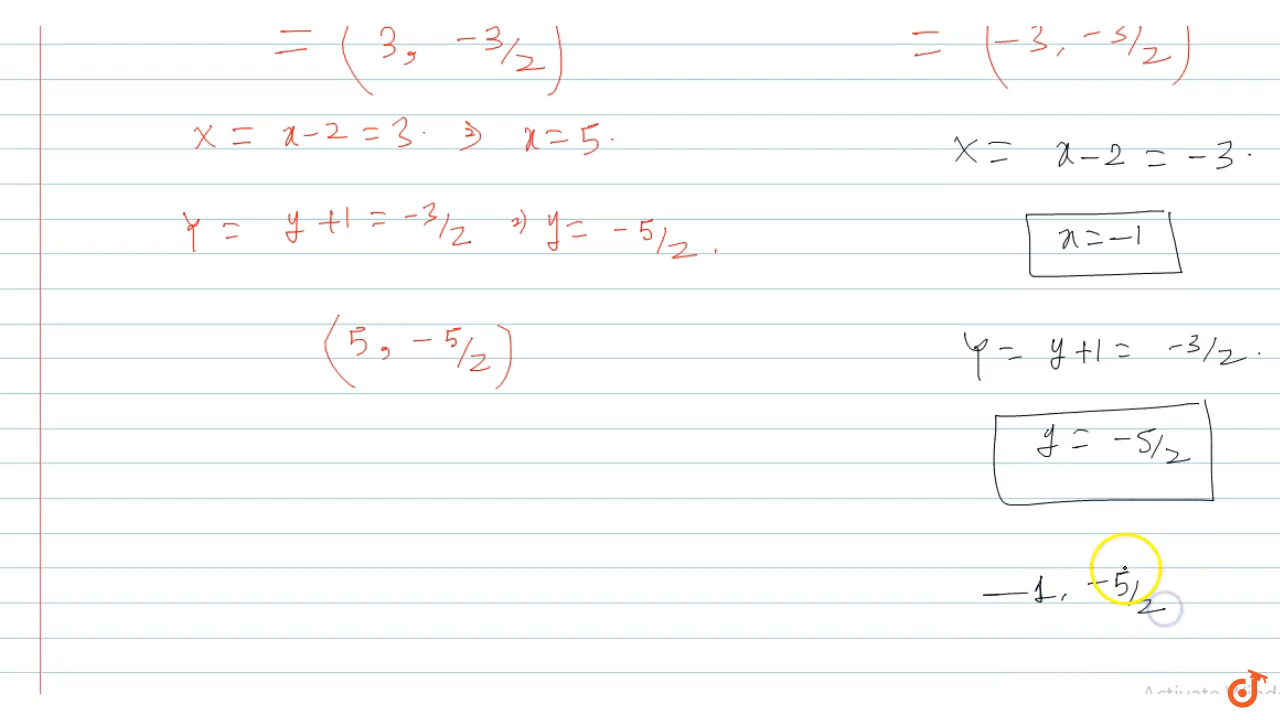 = (3, -3/2)
X = x-2 = 3. ⇒ x = 5.
Y = y+1 = -3/2 ⇒ y = -5/2.
(5, -5/2)
= (-3, -3/2)
X = x-2 = -3.
x = -1
Y = y+1 = -3/2.
y = -5/2
-1, -5/2